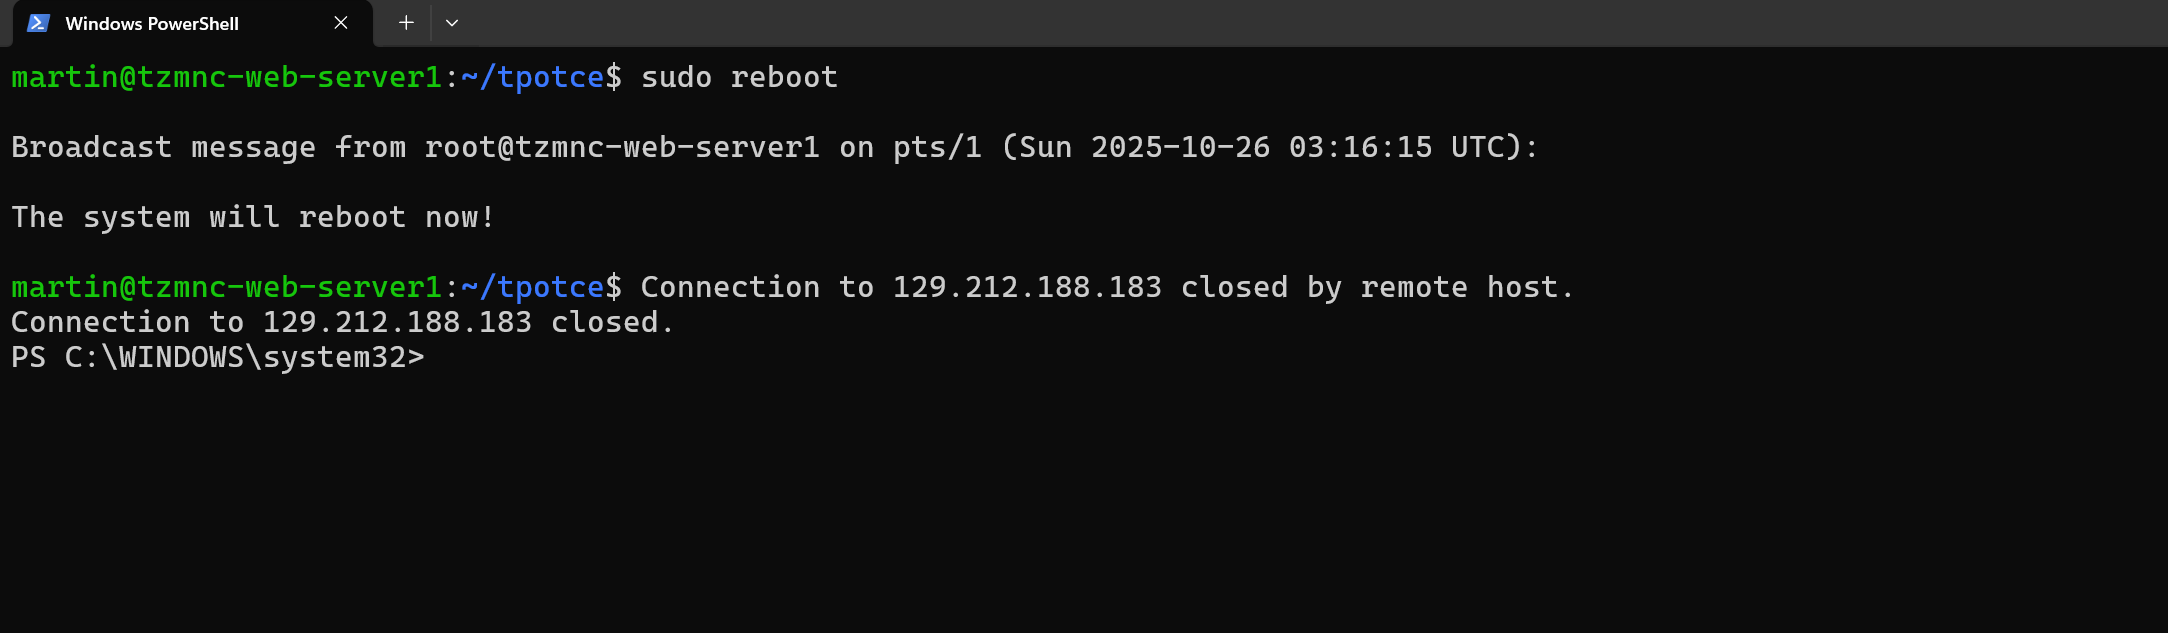 Windows PowerShell
martin@tzmnc-web-server1:~/tpotce$ sudo reboot
Broadcast message from root@tzmnc-web-server1 on pts/1 (Sun 2025-10-26 03:16:15 UTC):
The system will reboot now!
martin@tzmnc-web-server1:~/tpotce$ Connection to 129.212.188.183 closed by remote host.
Connection to 129.212.188.183 closed.
PS C:\WINDOWS\system32>